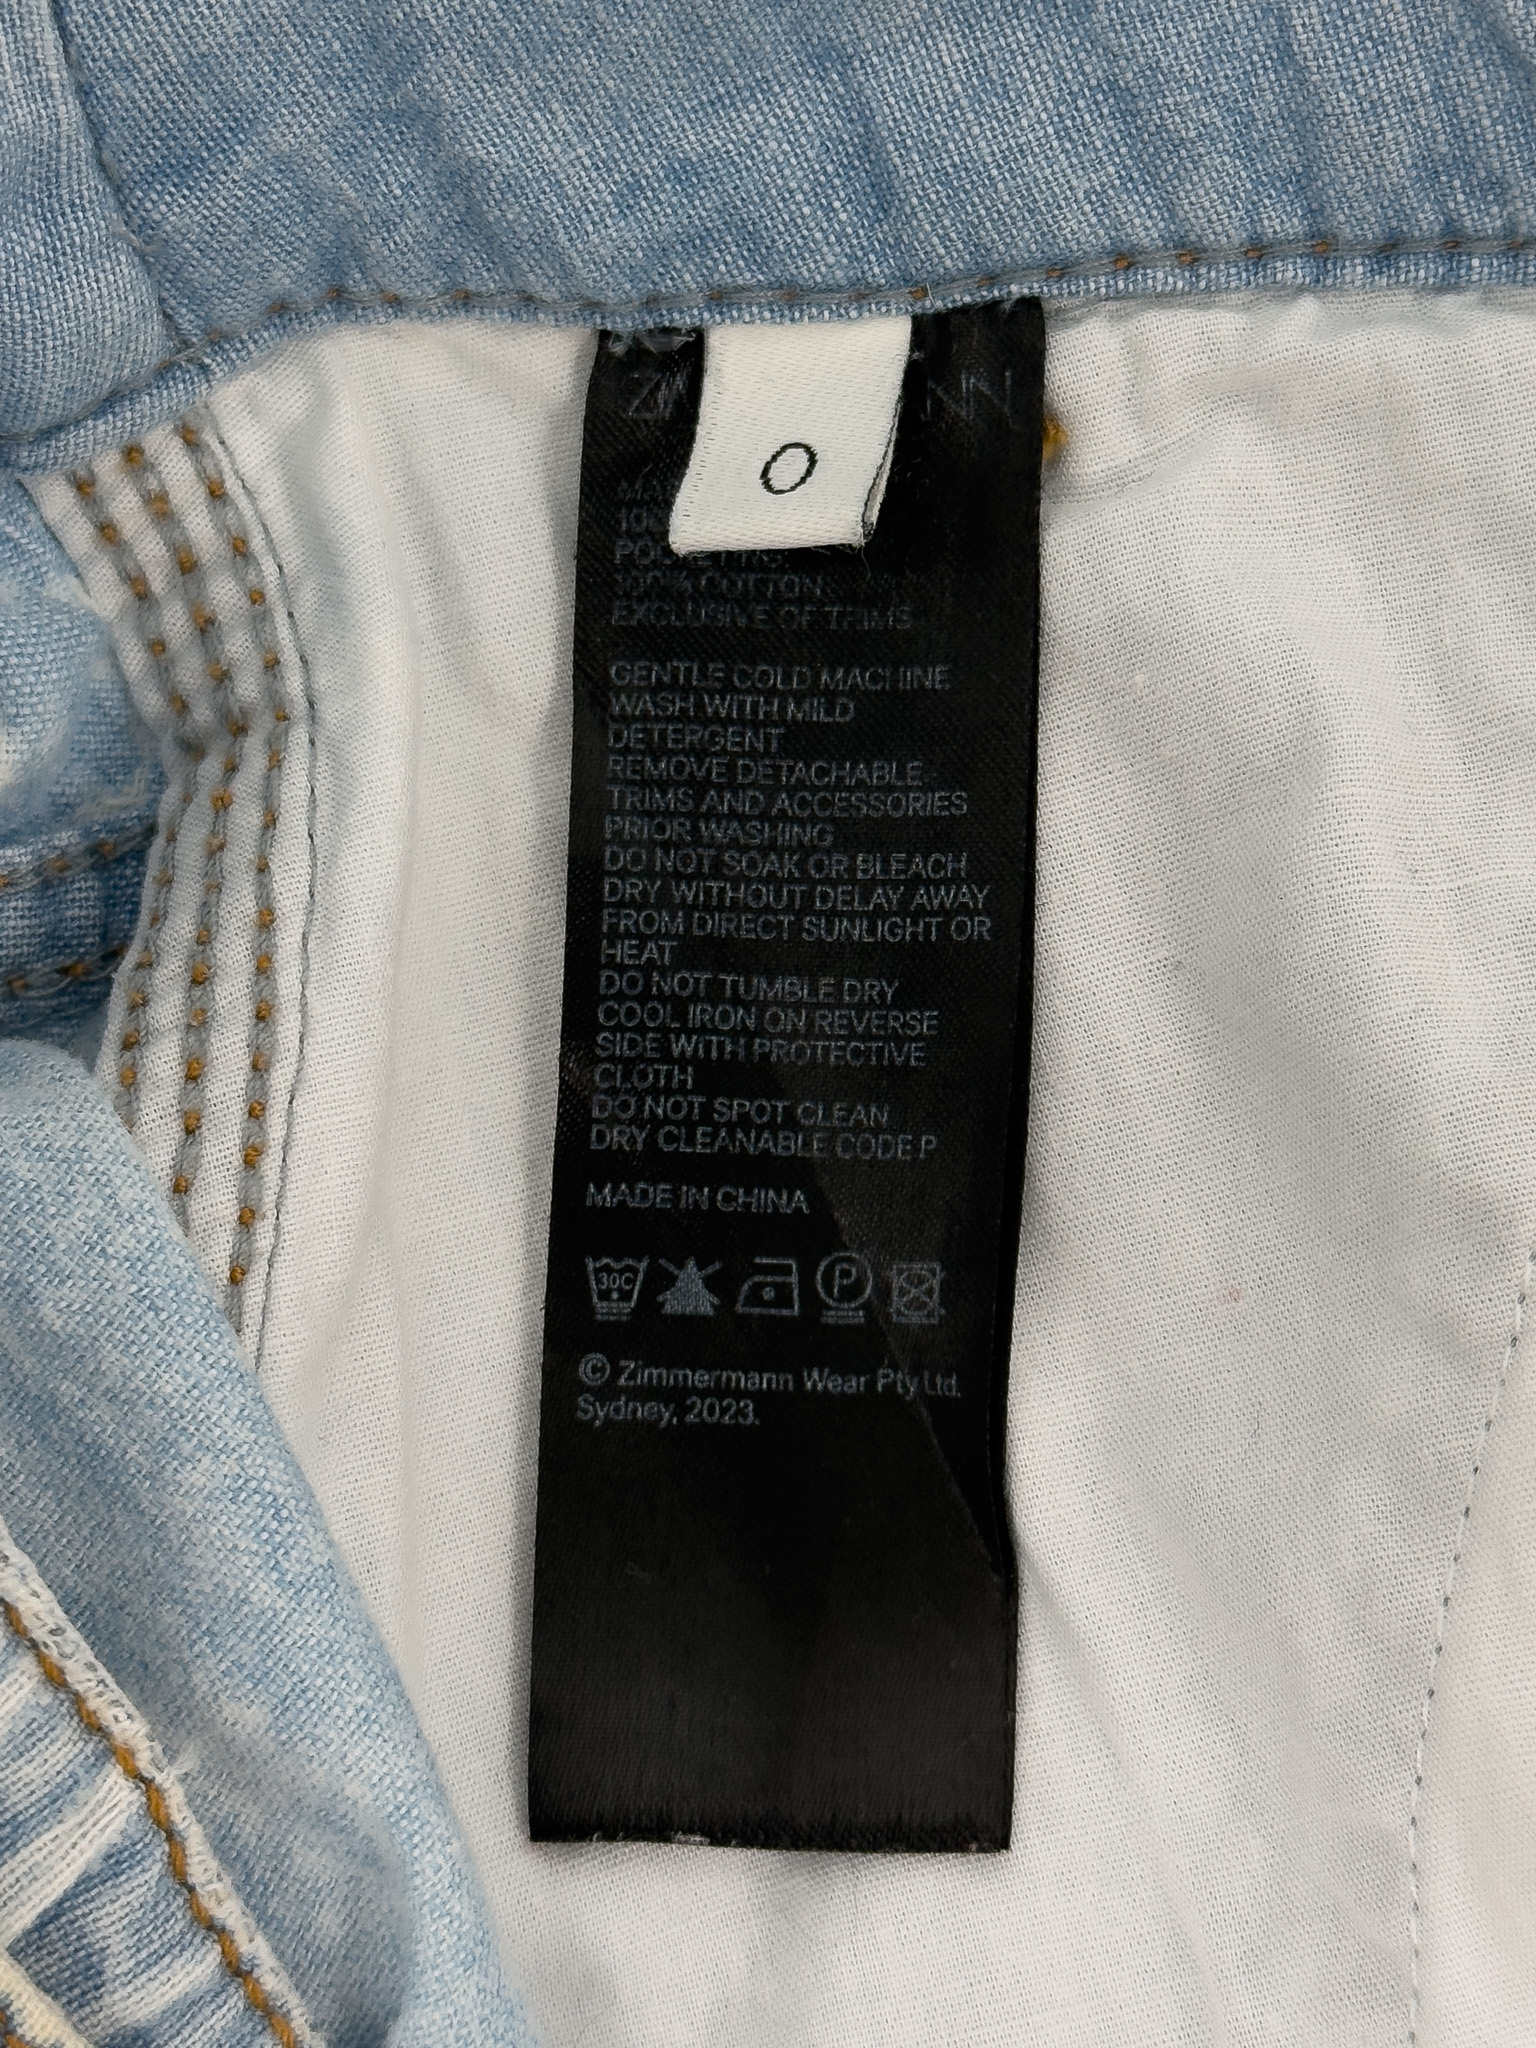 0
POCKETING:
100% COTTON
EXCLUSIVE OF TRIMS
GENTLE COLD MACHINE
WASH WITH MILD
DETERGENT
REMOVE DETACHABLE
TRIMS AND ACCESSORIES
PRIOR WASHING
DO NOT SOAK OR BLEACH
DRY WITHOUT DELAY AWAY
FROM DIRECT SUNLIGHT OR
HEAT
DO NOT TUMBLE DRY
COOL IRON ON REVERSE
SIDE WITH PROTECTIVE
CLOTH
DO NOT SPOT CLEAN
DRY CLEANABLE CODE P
MADE IN CHINA
30C P
© Zimmermann Wear Pty Ltd.
Sydney, 2023.